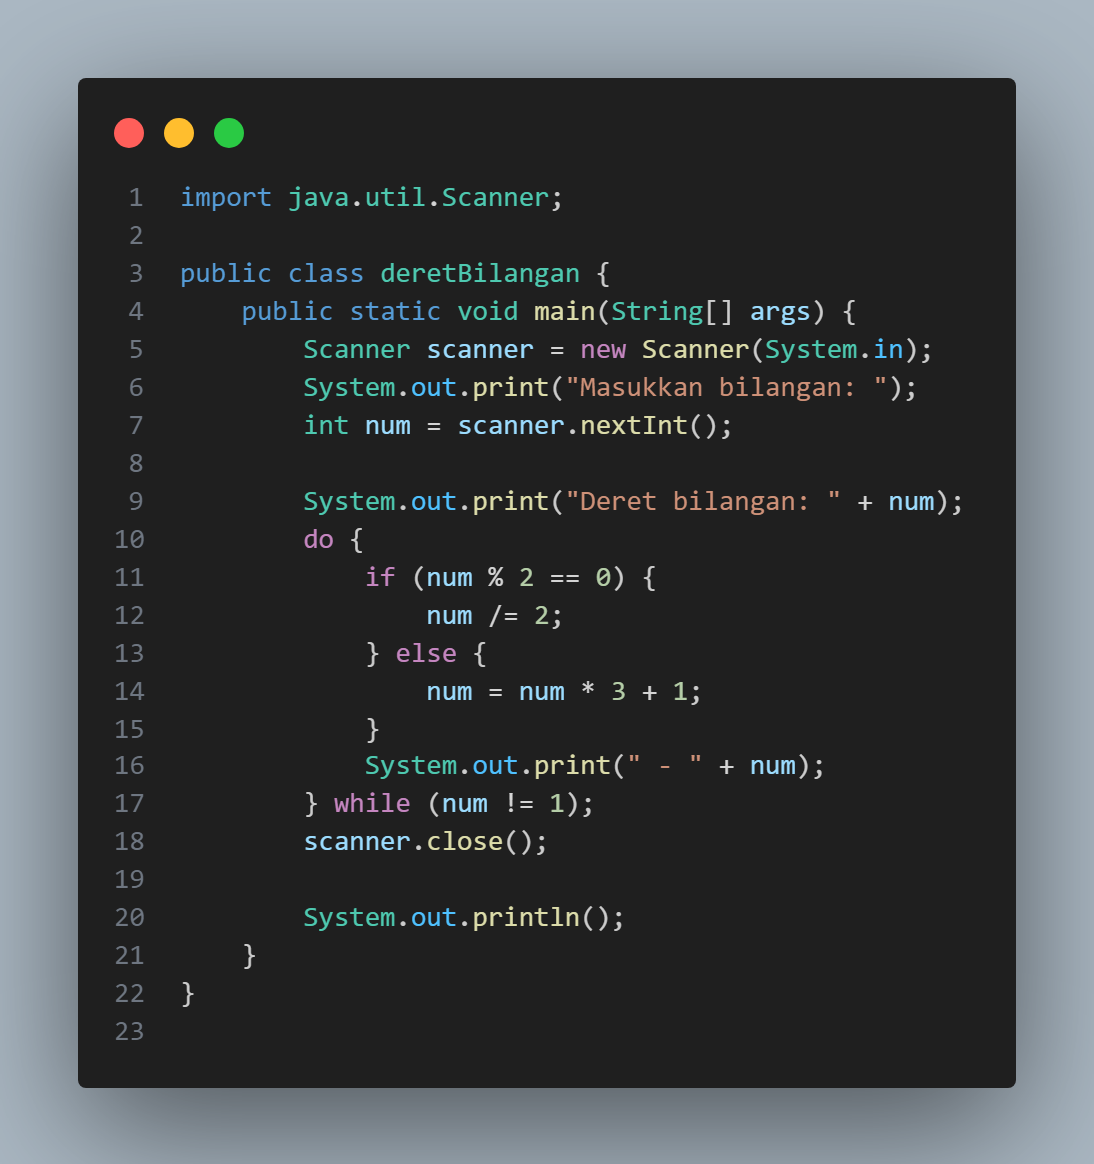 1 import java.util.Scanner;
2
3 public class deretBilangan {
4     public static void main(String[] args) {
5         Scanner scanner = new Scanner(System.in);
6         System.out.print("Masukkan bilangan: ");
7         int num = scanner.nextInt();
8
9         System.out.print("Deret bilangan: " + num);
10         do {
11             if (num % 2 == 0) {
12                 num /= 2;
13             } else {
14                 num = num * 3 + 1;
15             }
16             System.out.print(" - " + num);
17         } while (num != 1);
18         scanner.close();
19
20         System.out.println();
21     }
22 }
23